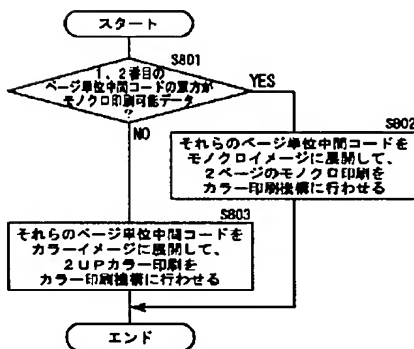 スタート
S801
1、2番目の
ページ単位中間コードの双方が
モノクロ印刷可能データ
?
YES
NO
S802
それらのページ単位中間コードを
モノクロイメージに展開して、
2ページのモノクロ印刷を
カラー印刷機構に行わせる
S803
それらのページ単位中間コードを
カラーイメージに展開して、
2UPカラー印刷を
カラー印刷機構に行わせる
エンド